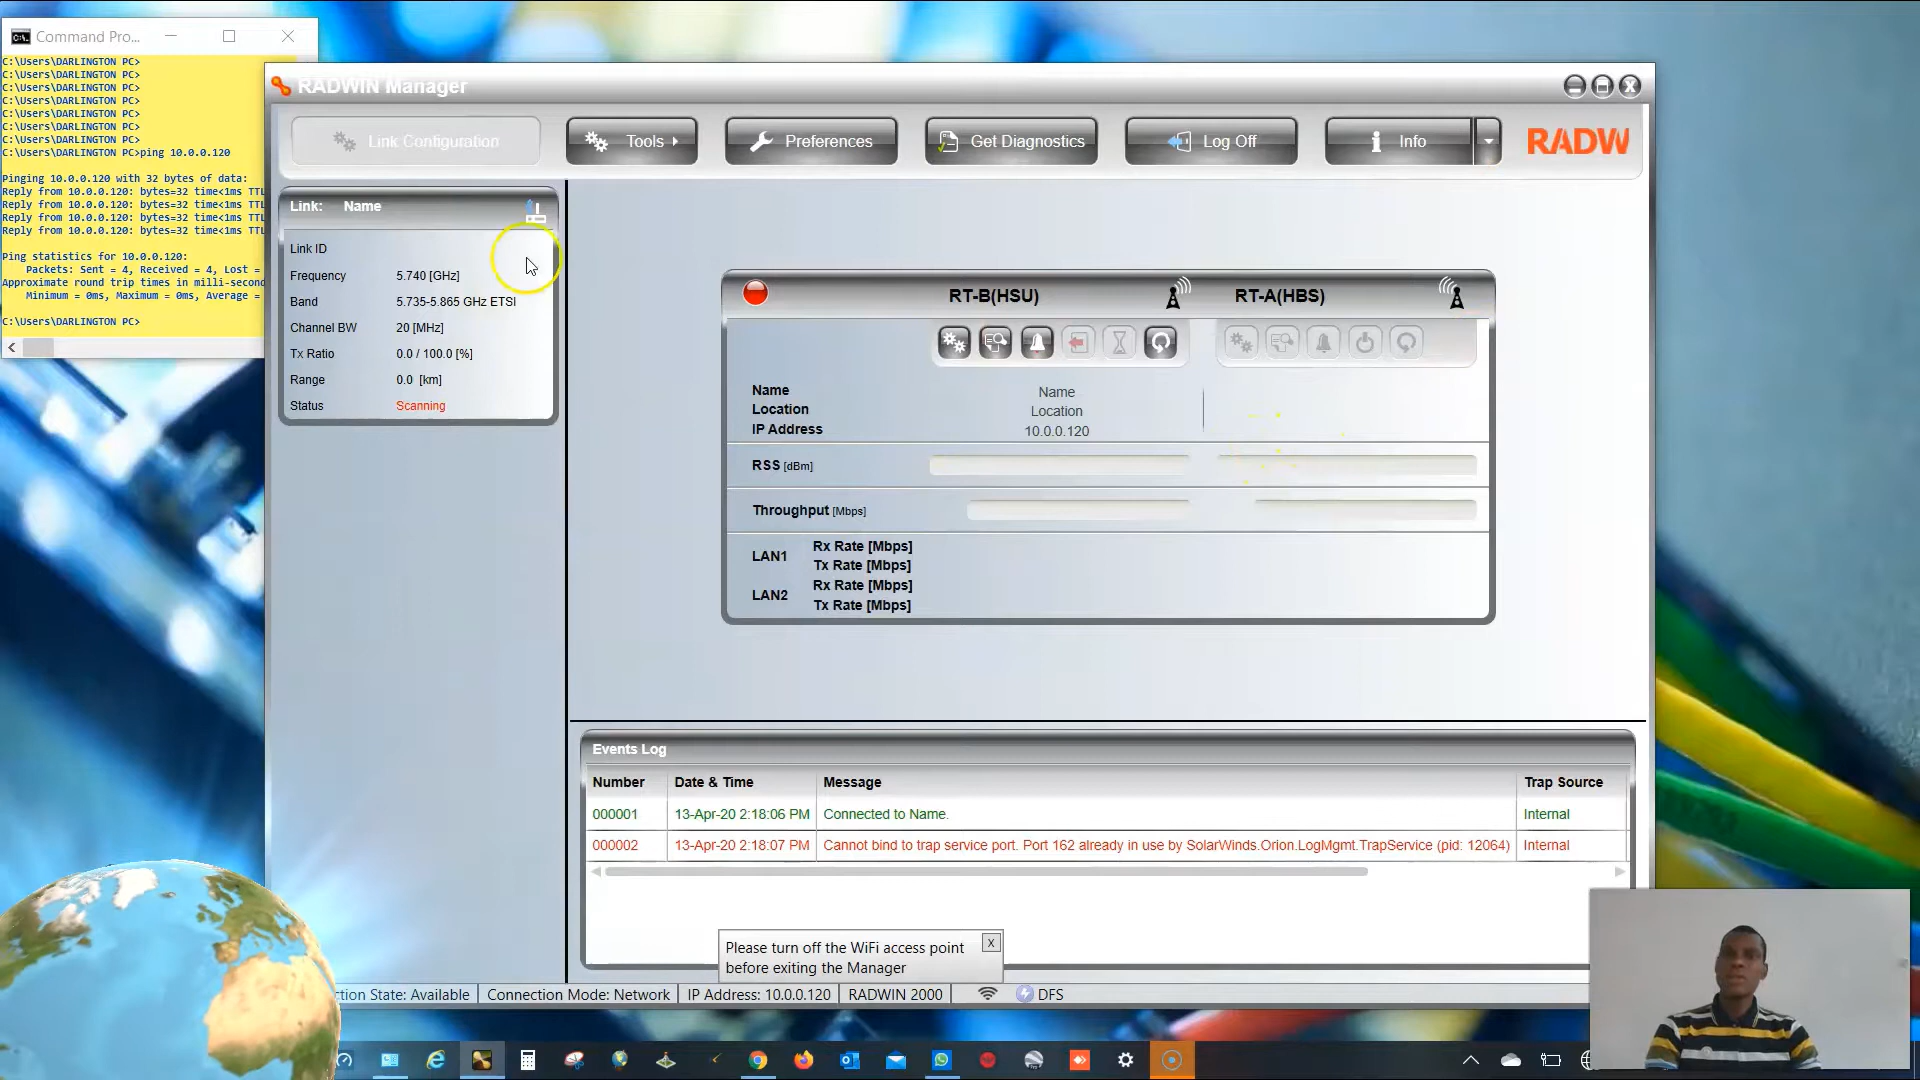 Command Pro...
C:\Users\DARLINGTON PC>
C:\Users\DARLINGTON PC>
C:\Users\DARLINGTON PC>
C:\Users\DARLINGTON PC>
C:\Users\DARLINGTON PC>
C:\Users\DARLINGTON PC>
C:\Users\DARLINGTON PC>
C:\Users\DARLINGTON PC>ping 10.0.0.120
Pinging 10.0.0.120 with 32 bytes of data:
Reply from 10.0.0.120: bytes=32 time<1ms TTL
Reply from 10.0.0.120: bytes=32 time<1ms TTL
Reply from 10.0.0.120: bytes=32 time<1ms TTL
Reply from 10.0.0.120: bytes=32 time<1ms TTL
Ping statistics for 10.0.0.120:
Packets: Sent = 4, Received = 4, Lost =
Approximate round trip times in milli-second
Minimum = 0ms, Maximum = 0ms, Average =
C:\Users\DARLINGTON PC>
RADWIN Manager
Link Configuration
Tools
Preferences
Get Diagnostics
Log Off
Info
RADW
Link: Name
Link ID
Frequency 5.740 [GHz]
Band 5.735-5.865 GHz ETSI
Channel BW 20 [MHz]
Tx Ratio 0.0 / 100.0 [%]
Range 0.0 [km]
Status Scanning
RT-B(HSU) RT-A(HBS)
Name Name
Location Location
IP Address 10.0.0.120
RSS [dBm]
Throughput [Mbps]
LAN1 Rx Rate [Mbps]
Tx Rate [Mbps]
LAN2 Rx Rate [Mbps]
Tx Rate [Mbps]
Events Log
Number Date & Time Message Trap Source
000001 13-Apr-20 2:18:06 PM Connected to Name. Internal
000002 13-Apr-20 2:18:07 PM Cannot bind to trap service port. Port 162 already in use by SolarWinds.Orion.LogMgmt.TrapService (pid: 12064) Internal
Please turn off the WiFi access point
before exiting the Manager
ction State: Available Connection Mode: Network IP Address: 10.0.0.120 RADWIN 2000 DFS